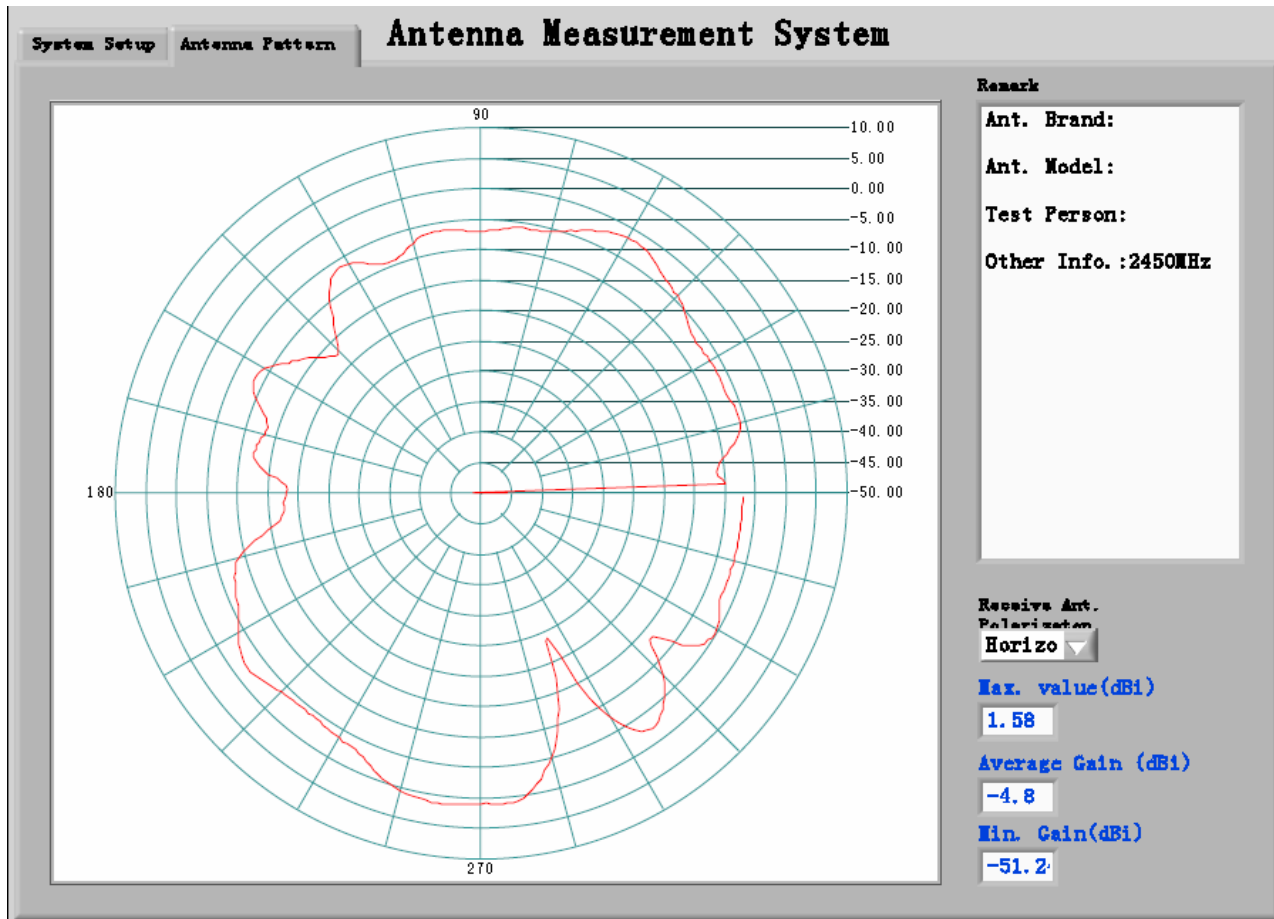 System Setup
Antenna Pattern
Antenna Measurement System
90
10.00
5.00
0.00
-5.00
-10.00
-15.00
-20.00
-25.00
-30.00
-35.00
-40.00
-45.00
-50.00
180
270
Remark
Ant. Brand:
Ant. Model:
Test Person:
Other Info.:2450MHz
Receive Ant.
Polarizaton
Horizo
Max. value(dBi)
1.58
Average Gain (dBi)
-4.8
Min. Gain(dBi)
-51.2